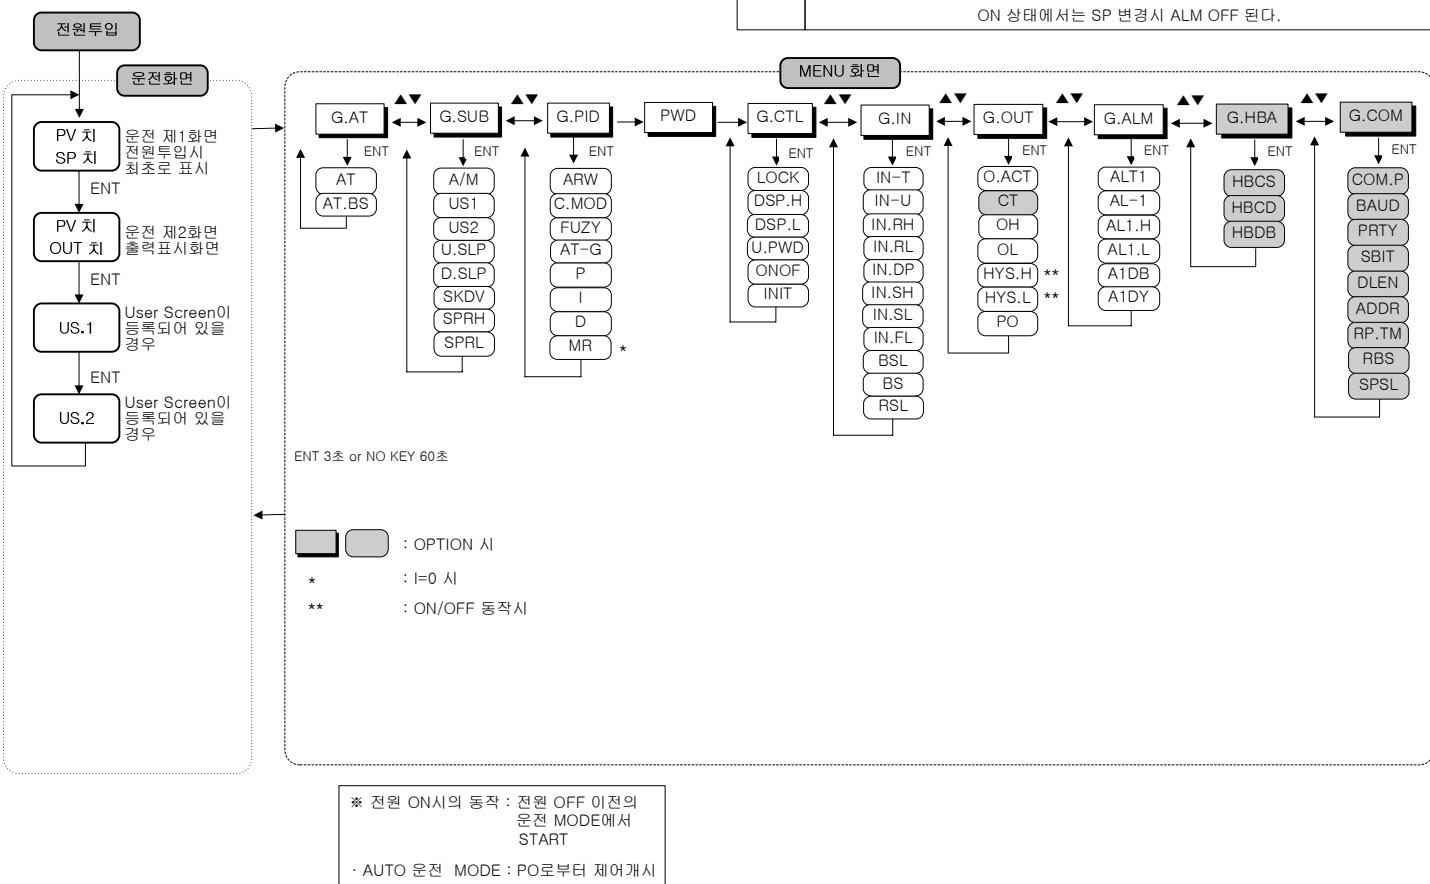 ON 상태에서는 SP 변경시 ALM OFF 된다.
전원투입
운전화면
PV 치
SP 치
운전 제1화면
전원투입시
최초로 표시
ENT
PV 치
OUT 치
운전 제2화면
출력표시화면
ENT
US.1
User Screen이
등록되어 있을
경우
ENT
US.2
User Screen이
등록되어 있을
경우
MENU 화면
G.AT
▲▼
G.SUB
▲▼
G.PID
PWD
G.CTL
▲▼
G.IN
▲▼
G.OUT
▲▼
G.ALM
▲▼
G.HBA
▲▼
G.COM
ENT
AT
AT.BS
ENT
A/M
US1
US2
U.SLP
D.SLP
SKDV
SPRH
SPRL
ENT
ARW
C.MOD
FUZY
AT-G
P
I
D
MR *
ENT
LOCK
DSP.H
DSP.L
U.PWD
ONOF
INIT
ENT
IN-T
IN-U
IN.RH
IN.RL
IN.DP
IN.SH
IN.SL
IN.FL
BSL
BS
RSL
ENT
O.ACT
CT
OH
OL
HYS.H **
HYS.L **
PO
ENT
ALT1
AL-1
AL1.H
AL1.L
A1DB
A1DY
ENT
HBCS
HBCD
HBDB
ENT
COM.P
BAUD
PRTY
SBIT
DLEN
ADDR
RP.TM
RBS
SPSL
ENT 3초 or NO KEY 60초
: OPTION 시
* : I=0 시
** : ON/OFF 동작시
※ 전원 ON시의 동작 : 전원 OFF 이전의
운전 MODE에서
START
· AUTO 운전 MODE : PO로부터 제어개시